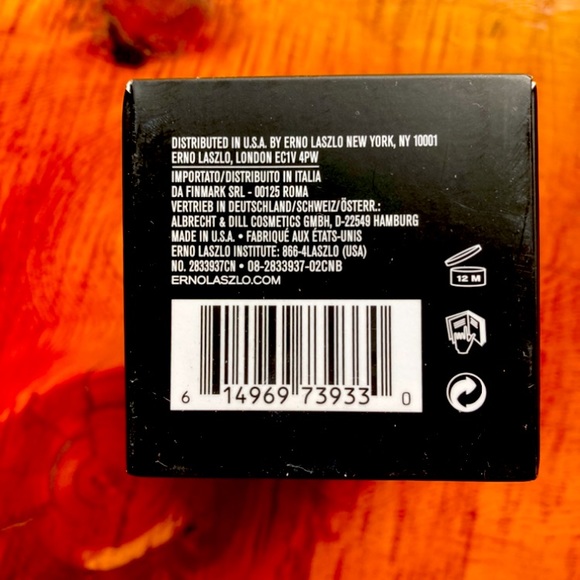 DISTRIBUTED IN U.S.A. BY ERNO LASZLO NEW YORK, NY 10001
ERNO LASZLO, LONDON EC1V 4PW
IMPORTATO/DISTRIBUITO IN ITALIA
DA FINMARK SRL - 00125 ROMA
VERTRIEB IN DEUTSCHLAND/SCHWEIZ/ÖSTERR.:
ALBRECHT & DILL COSMETICS GMBH, D-22549 HAMBURG
MADE IN U.S.A. • FABRIQUÉ AUX ÉTATS-UNIS
ERNO LASZLO INSTITUTE: 866-4LASZLO (USA)
NO. 2833937CN • 08-2833937-02CNB
ERNOLASZLO.COM
12 M
6 14969 73933 0